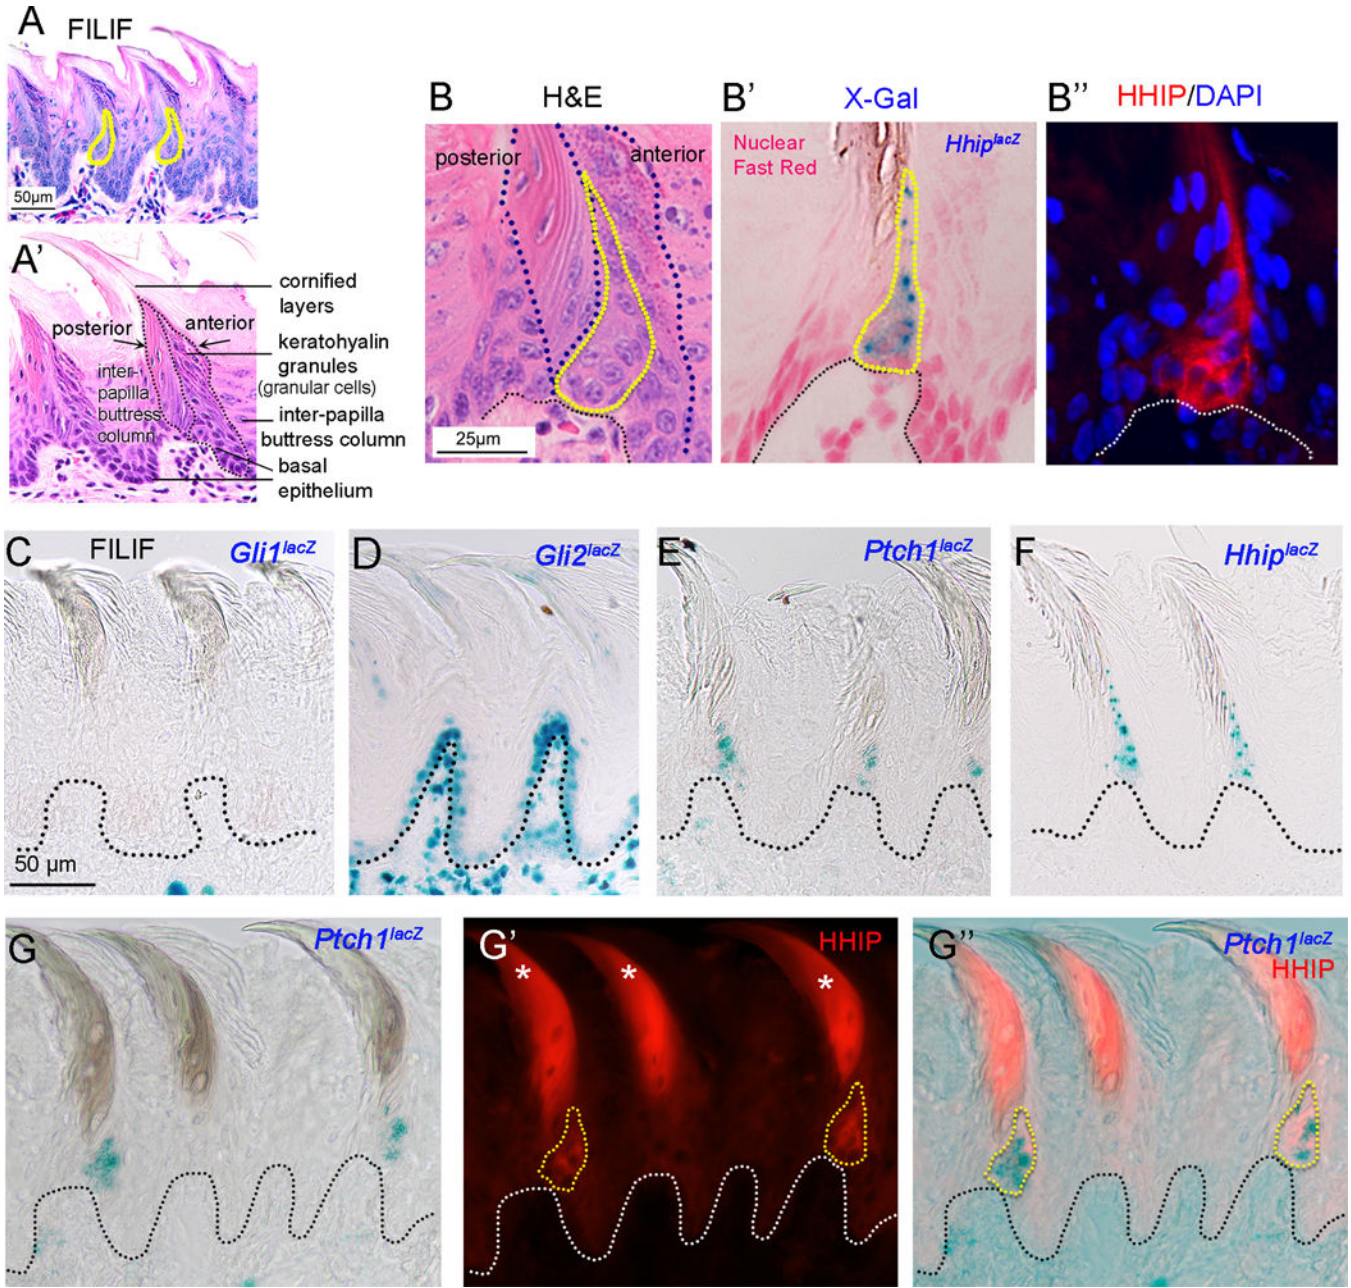 A
FILIF
50µm
A'
cornified
layers
posterior
anterior
keratohyalin
granules
(granular cells)
inter-
papilla
buttress
column
inter-papilla
buttress column
basal
epithelium
B
H&E
posterior
anterior
25µm
B'
X-Gal
Nuclear
Fast Red
Hhip^lacZ
B''
HHIP/DAPI
C
FILIF
Gli1^lacZ
50 µm
D
Gli2^lacZ
E
Ptch1^lacZ
F
Hhip^lacZ
G
Ptch1^lacZ
G'
HHIP
* * *
G''
Ptch1^lacZ
HHIP